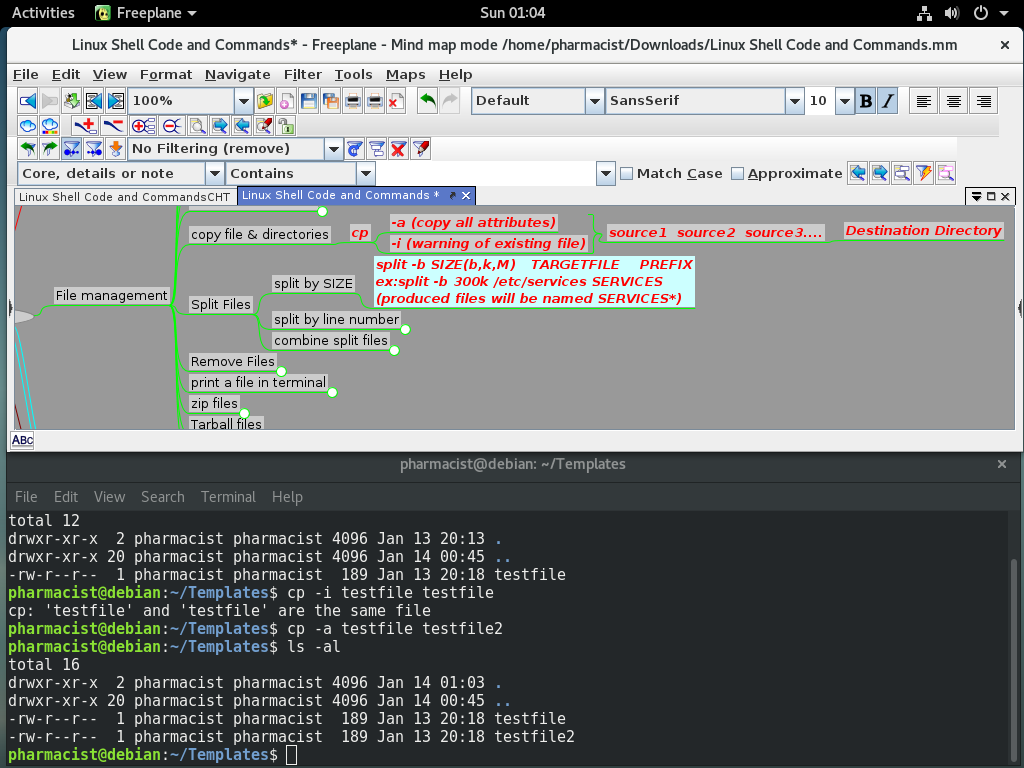 Activities Freeplane Sun 01:04
Linux Shell Code and Commands* - Freeplane - Mind map mode /home/pharmacist/Downloads/Linux Shell Code and Commands.mm
File Edit View Format Navigate Filter Tools Maps Help
100% Default SansSerif 10 B I
No Filtering (remove)
Core, details or note Contains Match Case Approximate
Linux Shell Code and CommandsCHT Linux Shell Code and Commands *
copy file & directories cp -a (copy all attributes)
-i (warning of existing file) source1 source2 source3.... Destination Directory
split -b SIZE(b,k,M) TARGETFILE PREFIX
ex:split -b 300k /etc/services SERVICES
(produced files will be named SERVICES*)
File management
Split Files
split by SIZE
split by line number
combine split files
Remove Files
print a file in terminal
zip files
Tarball files
ABC
pharmacist@debian: ~/Templates
File Edit View Search Terminal Help
total 12
drwxr-xr-x  2 pharmacist pharmacist 4096 Jan 13 20:13 .
drwxr-xr-x 20 pharmacist pharmacist 4096 Jan 14 00:45 ..
-rw-r--r--  1 pharmacist pharmacist  189 Jan 13 20:18 testfile
pharmacist@debian:~/Templates$ cp -i testfile testfile
cp: 'testfile' and 'testfile' are the same file
pharmacist@debian:~/Templates$ cp -a testfile testfile2
pharmacist@debian:~/Templates$ ls -al
total 16
drwxr-xr-x  2 pharmacist pharmacist 4096 Jan 14 01:03 .
drwxr-xr-x 20 pharmacist pharmacist 4096 Jan 14 00:45 ..
-rw-r--r--  1 pharmacist pharmacist  189 Jan 13 20:18 testfile
-rw-r--r--  1 pharmacist pharmacist  189 Jan 13 20:18 testfile2
pharmacist@debian:~/Templates$